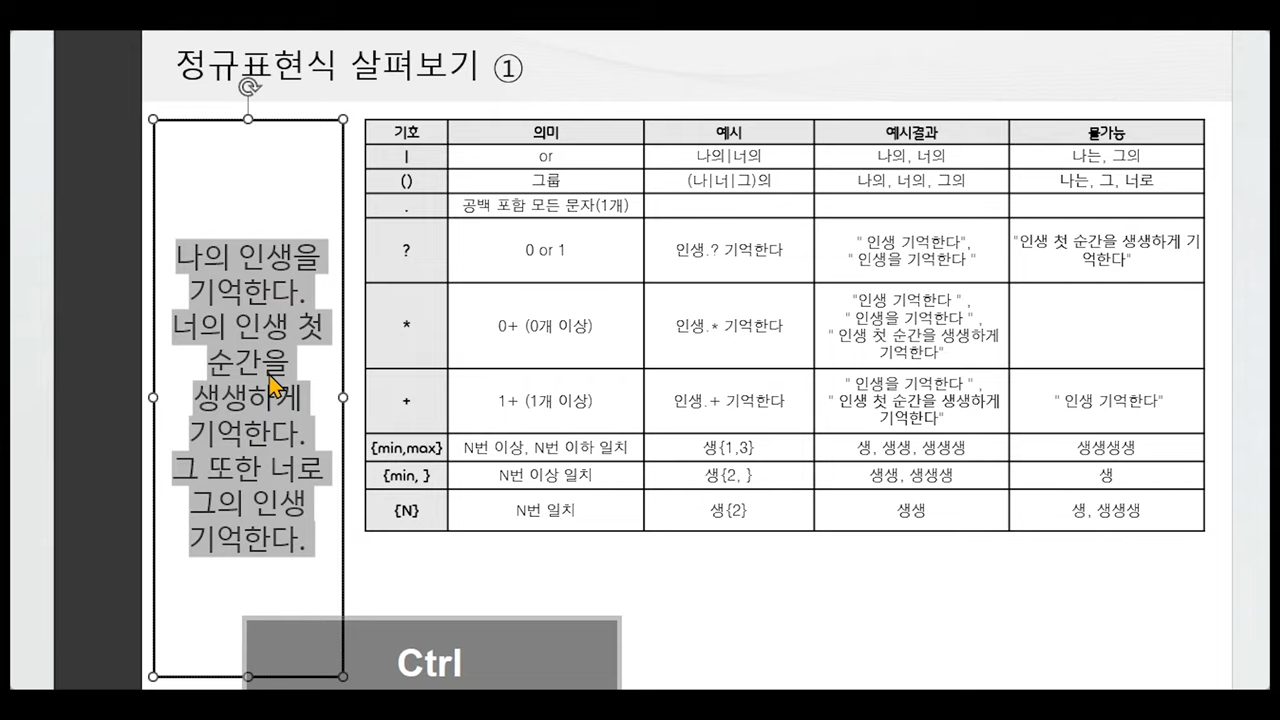 정규표현식 살펴보기 ①
나의 인생을
기억한다.
너의 인생 첫
순간을
생생하게
기억한다.
그 또한 너로
그의 인생
기억한다.
기호 의미 예시 예시결과 불가능
| or 나의|너의 나의, 너의 나는, 그의
() 그룹 (나|너|그)의 나의, 너의, 그의 나는, 그, 너로
. 공백 포함 모든 문자(1개)
? 0 or 1 인생.? 기억한다 " 인생 기억한다", " 인생을 기억한다 " "인생 첫 순간을 생생하게 기억한다"
* 0+ (0개 이상) 인생.* 기억한다 "인생 기억한다 " , " 인생을 기억한다 " , " 인생 첫 순간을 생생하게 기억한다"
+ 1+ (1개 이상) 인생.+ 기억한다 " 인생을 기억한다 " , " 인생 첫 순간을 생생하게 기억한다" " 인생 기억한다"
{min,max} N번 이상, N번 이하 일치 생{1,3} 생, 생생, 생생생 생생생생
{min, } N번 이상 일치 생{2, } 생생, 생생생 생
{N} N번 일치 생{2} 생생 생, 생생생
Ctrl